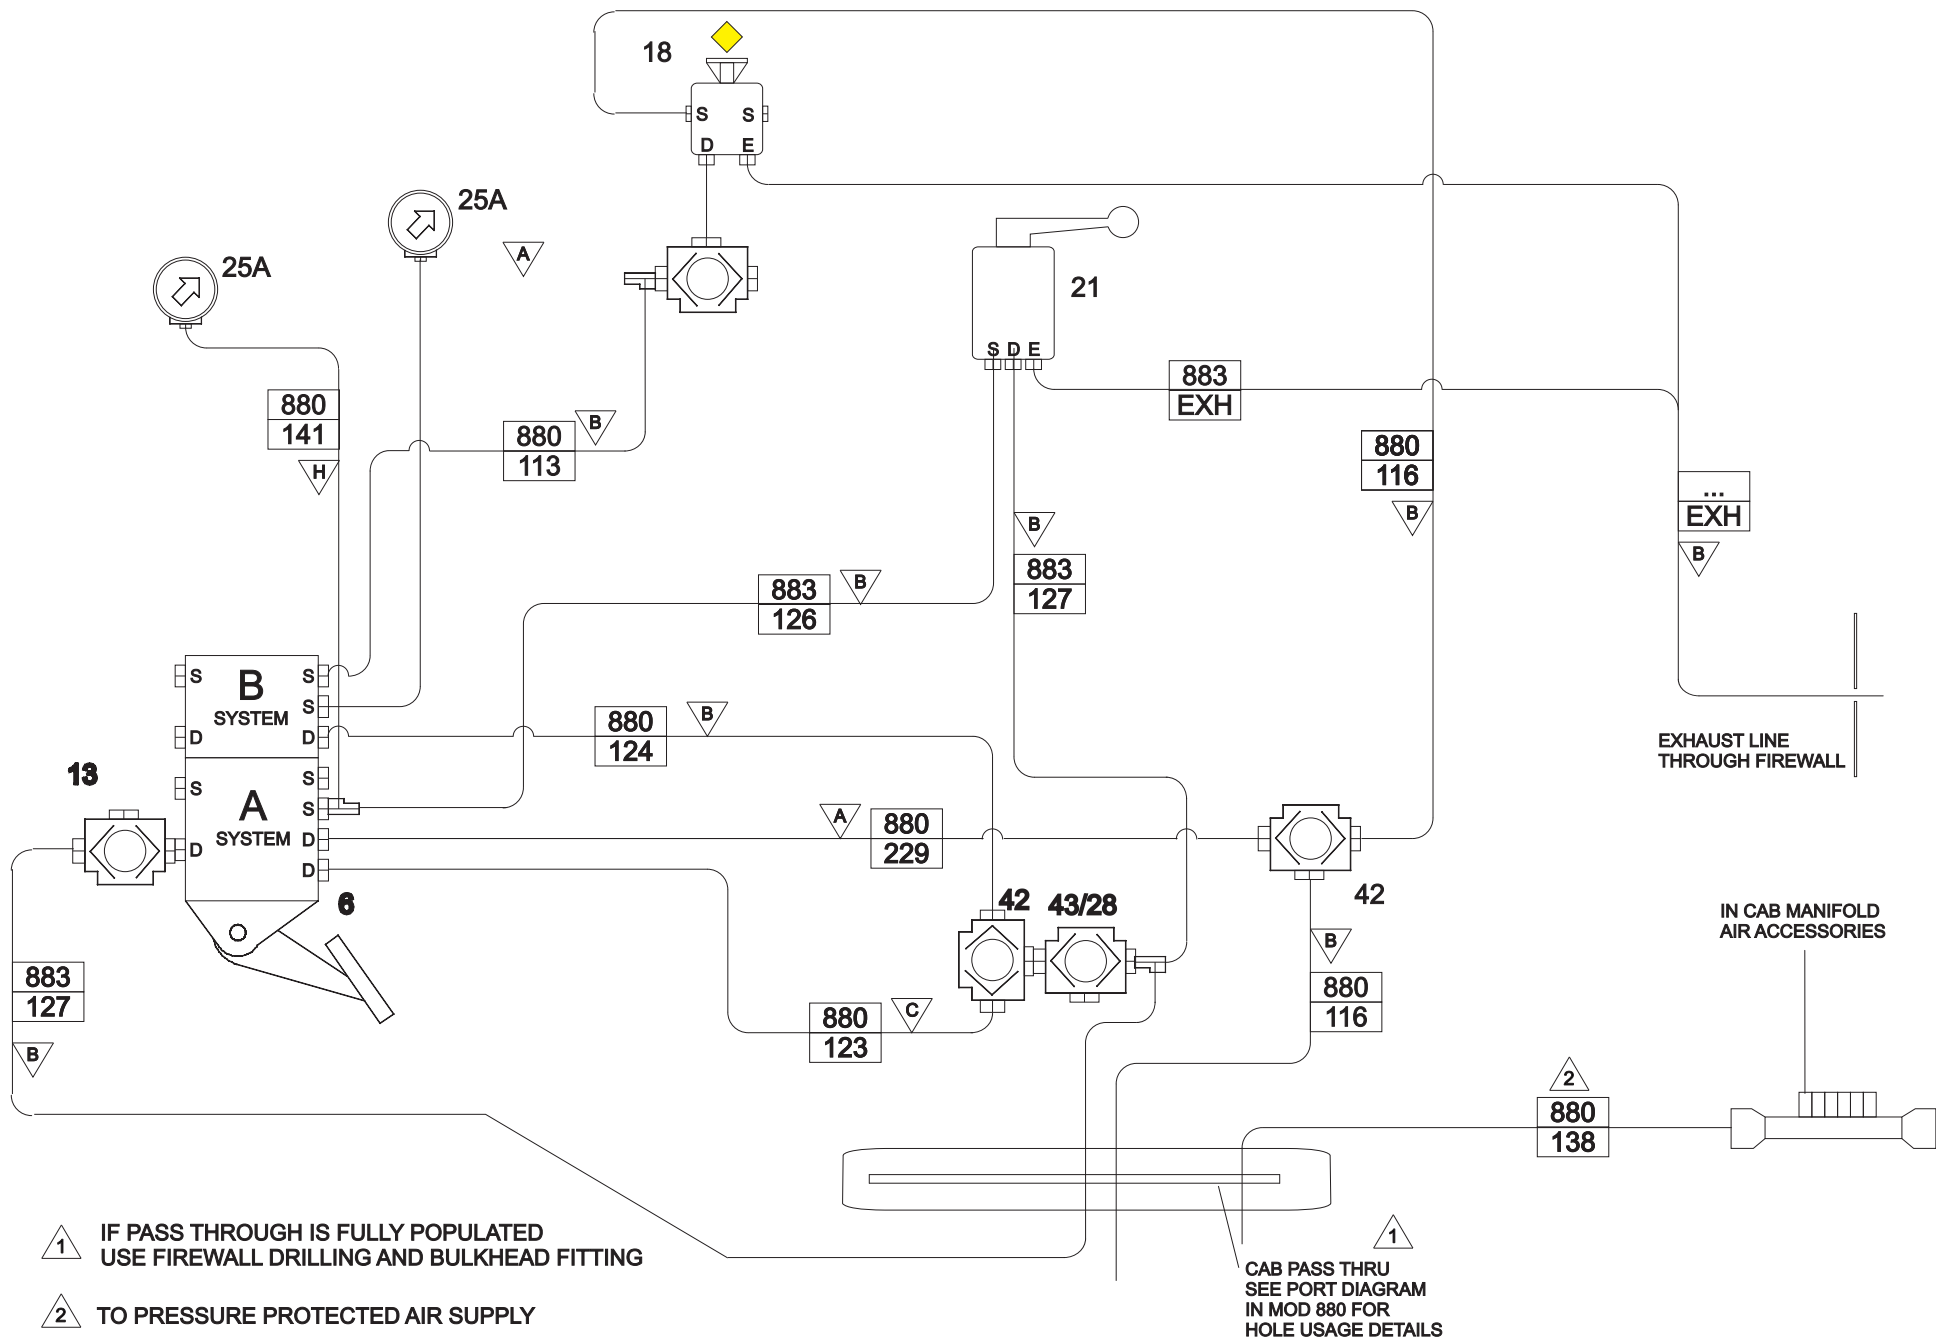 18
S S
D E
25A
A
25A
21
S D E
883
EXH
880
141
H
880
113
B
880
116
B
...
EXH
B
B
883
127
883
126
B
S B S
SYSTEM S
D D
880
124
B
EXHAUST LINE
THROUGH FIREWALL
13
S A S
SYSTEM S
D D
D
6
A
880
229
42
42
43/28
B
880
116
IN CAB MANIFOLD
AIR ACCESSORIES
883
127
B
880
123
C
2
880
138
1
IF PASS THROUGH IS FULLY POPULATED
USE FIREWALL DRILLING AND BULKHEAD FITTING
2
TO PRESSURE PROTECTED AIR SUPPLY
1
CAB PASS THRU
SEE PORT DIAGRAM
IN MOD 880 FOR
HOLE USAGE DETAILS